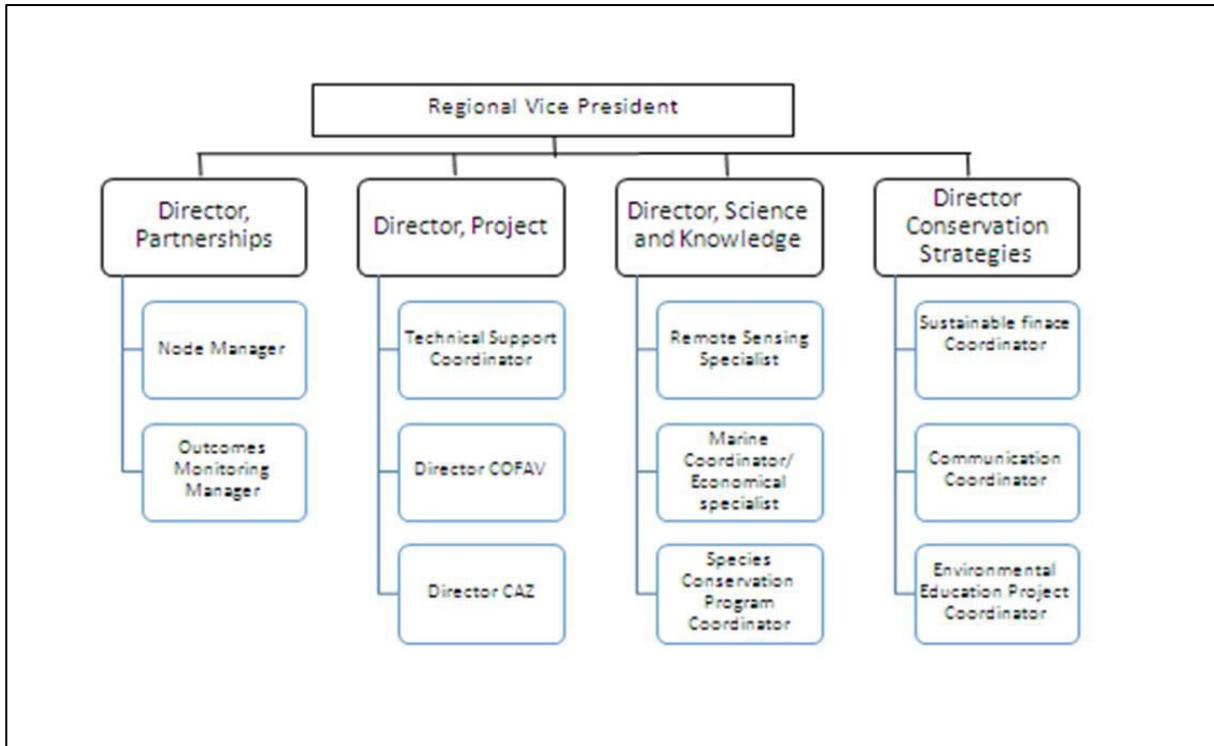 Regional Vice President
Director,
Partnerships
Director, Project
Director, Science
and Knowledge
Director
Conservation
Strategies
Node Manager
Technical Support
Coordinator
Remote Sensing
Specialist
Sustainable finace
Coordinator
Outcomes
Monitoring
Manager
Director COFAV
Marine
Coordinator/
Economical
specialist
Communication
Coordinator
Director CAZ
Species
Conservation
Program
Coordinator
Environmental
Education Project
Coordinator